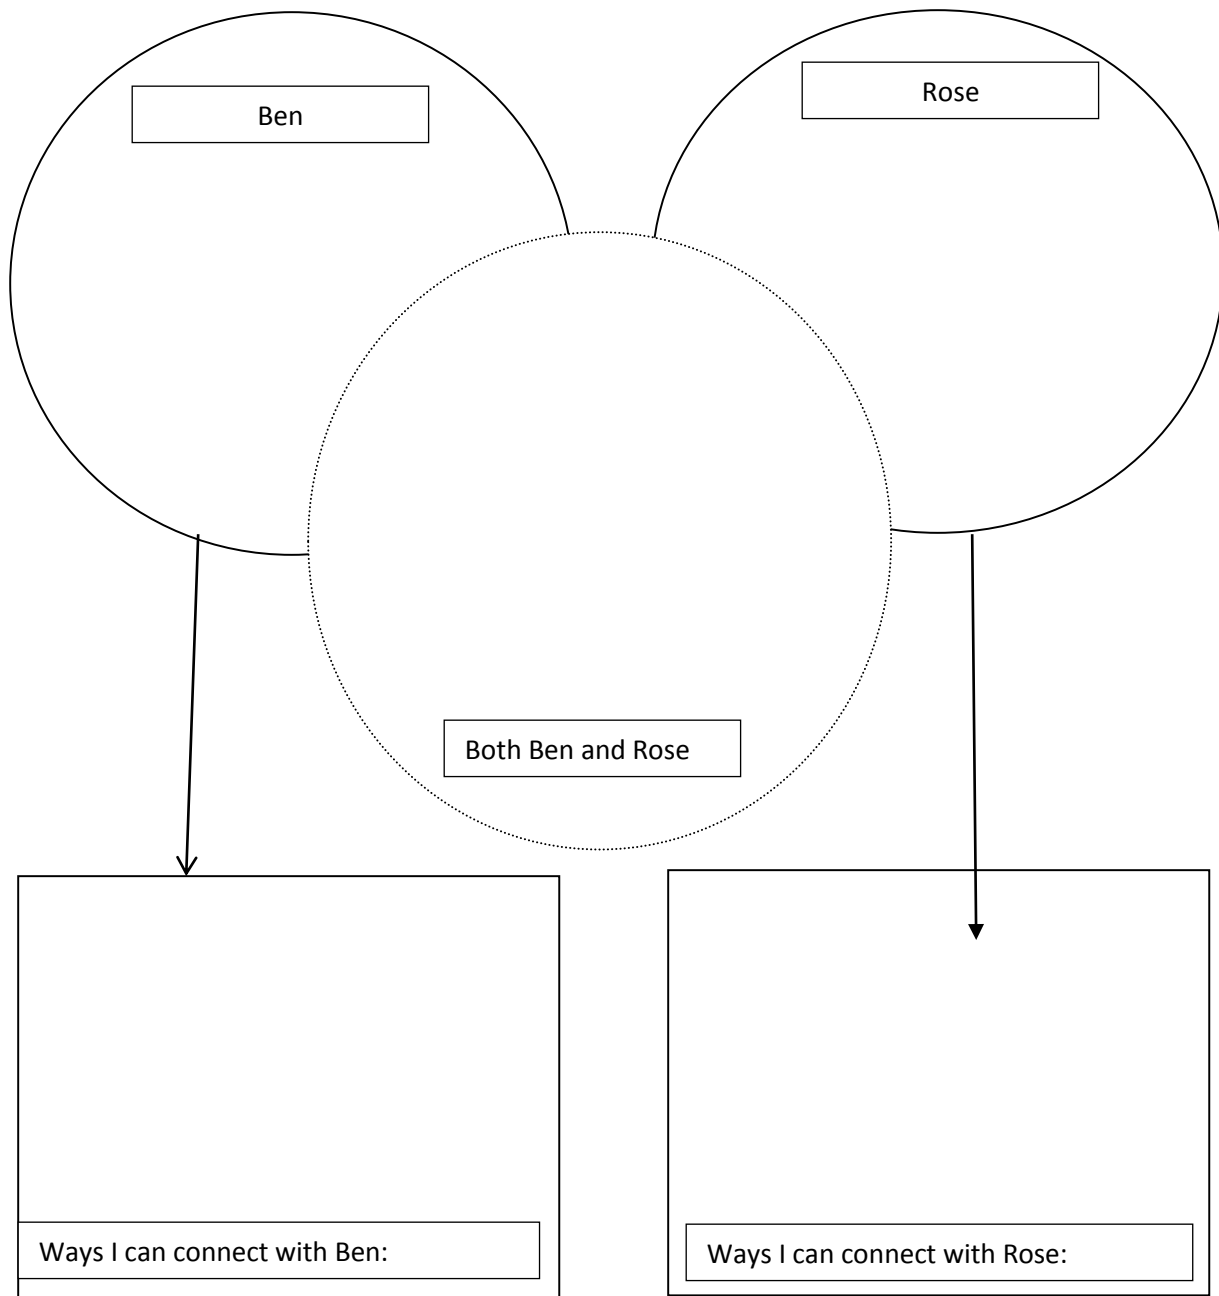 Ben
Rose
Both Ben and Rose
Ways I can connect with Ben:
Ways I can connect with Rose: